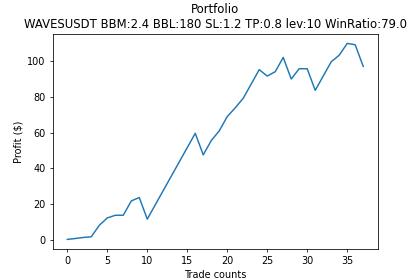 Portfolio
WAVESUSDT BBM:2.4 BBL:180 SL:1.2 TP:0.8 lev:10 WinRatio:79.0
Profit ($)
100
80
60
40
20
0
0 5 10 15 20 25 30 35
Trade counts